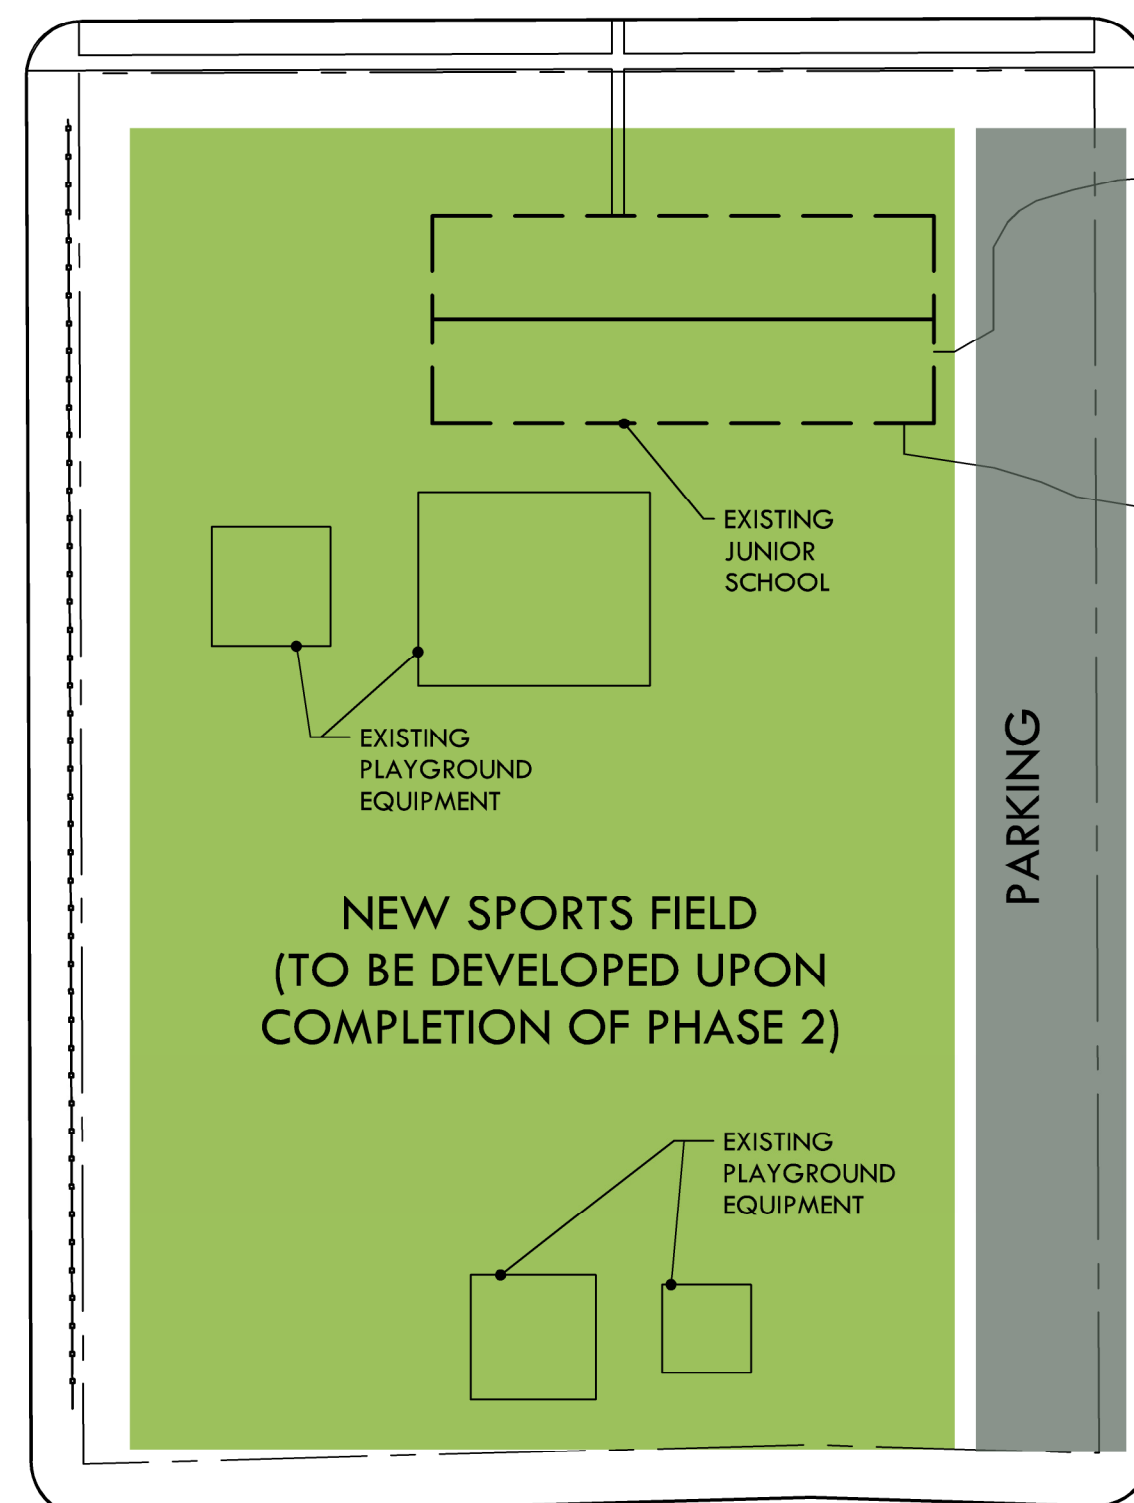 EXISTING
JUNIOR
SCHOOL
EXISTING
PLAYGROUND
EQUIPMENT
PARKING
NEW SPORTS FIELD
(TO BE DEVELOPED UPON
COMPLETION OF PHASE 2)
EXISTING
PLAYGROUND
EQUIPMENT